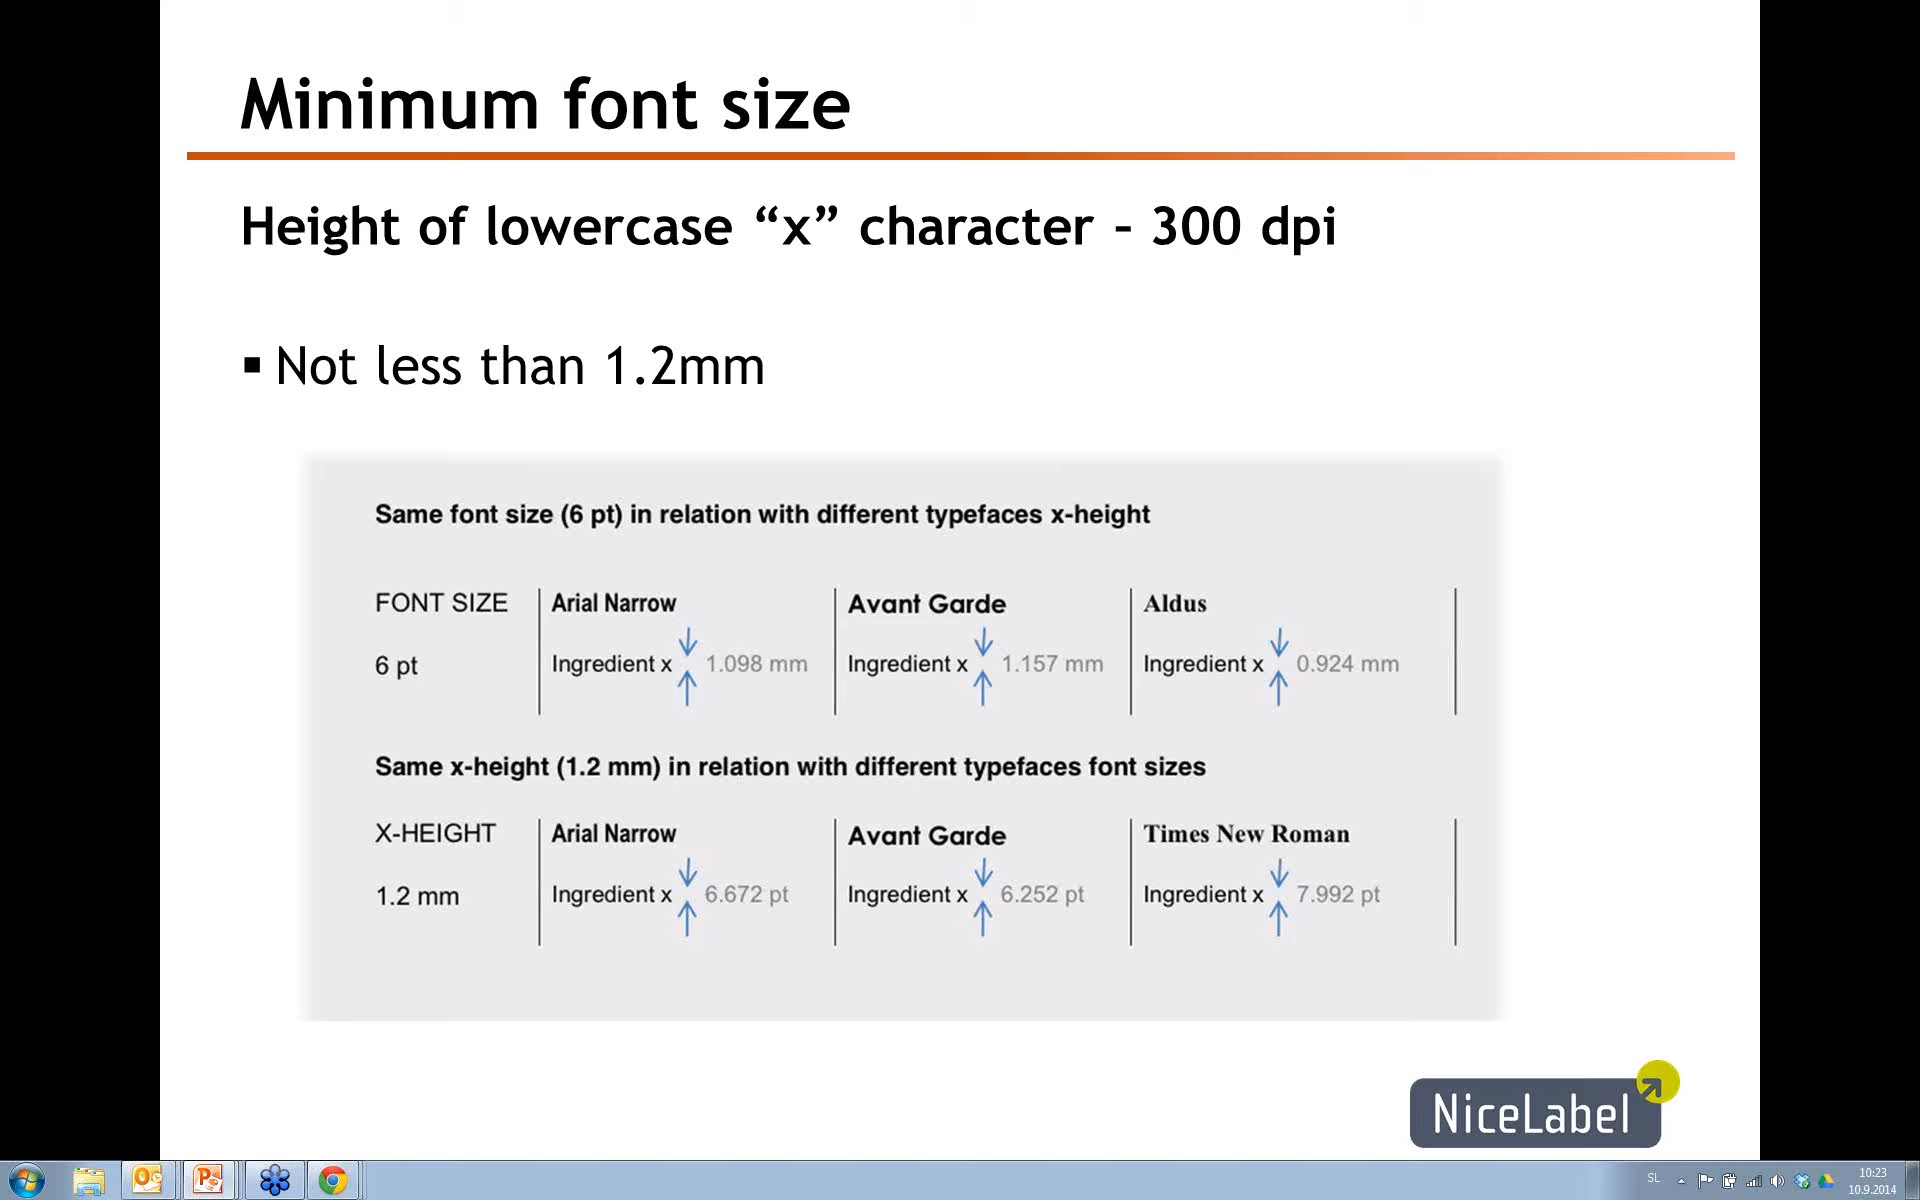 Minimum font size
Height of lowercase “x” character – 300 dpi
▪ Not less than 1.2mm
Same font size (6 pt) in relation with different typefaces x-height
FONT SIZE Arial Narrow Avant Garde Aldus
6 pt Ingredient x 1.098 mm Ingredient x 1.157 mm Ingredient x 0.924 mm
Same x-height (1.2 mm) in relation with different typefaces font sizes
X-HEIGHT Arial Narrow Avant Garde Times New Roman
1.2 mm Ingredient x 6.672 pt Ingredient x 6.252 pt Ingredient x 7.992 pt
NiceLabel
SL
10:23
10.9.2014